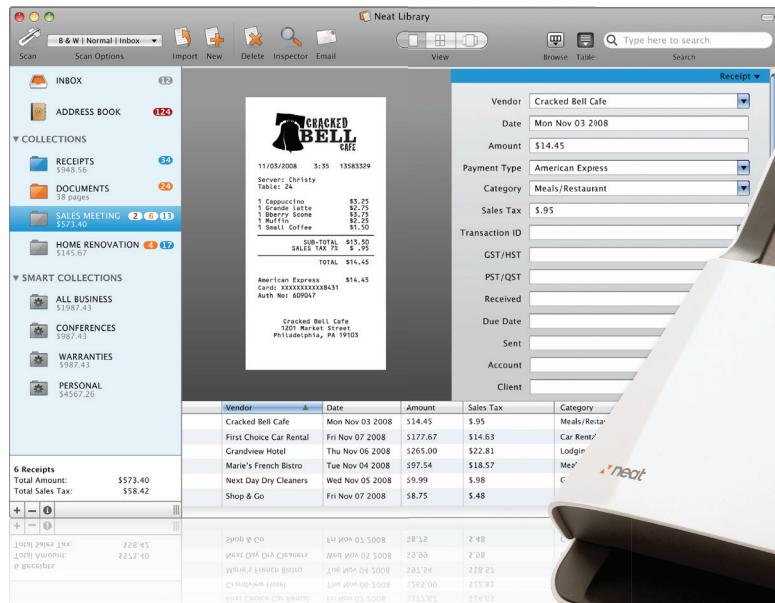 Neat Library
B & W | Normal | Inbox
Scan Scan Options Import New Delete Inspector Email View Browse Table Search
Type here to search
INBOX 12
ADDRESS BOOK 124
COLLECTIONS
RECEIPTS 34
$948.56
DOCUMENTS 24
38 pages
SALES MEETING 2 6 13
$573.40
HOME RENOVATION 4 17
$145.67
SMART COLLECTIONS
ALL BUSINESS
$1987.43
CONFERENCES
$987.43
WARRANTIES
$987.43
PERSONAL
$4567.26
6 Receipts
Total Amount: $573.40
Total Sales Tax: $58.42
CRACKED
BELL
CAFE
11/03/2008 3:35 13583329
Server: Christy
Table: 24
1 Cappuccino $3.25
1 Grande latte $2.75
1 Bberry Scone $3.75
1 Muffin $2.25
1 Small Coffee $1.50
SUB-TOTAL $13.50
SALES TAX 7% $ .95
TOTAL $14.45
American Express $14.45
Card: XXXXXXXXXXX8431
Auth No: 609047
Cracked Bell Cafe
1201 Market Street
Philadelphia, PA 19103
Receipt
Vendor Cracked Bell Cafe
Date Mon Nov 03 2008
Amount $14.45
Payment Type American Express
Category Meals/Restaurant
Sales Tax $.95
Transaction ID
GST/HST
PST/QST
Received
Due Date
Sent
Account
Client
Vendor Date Amount Sales Tax Category
Cracked Bell Cafe Mon Nov 03 2008 $14.45 $.95 Meals/Restau
First Choice Car Rental Fri Nov 07 2008 $177.67 $14.63 Car Rent
Grandview Hotel Thu Nov 06 2008 $265.00 $22.81 Lodgin
Marie's French Bistro Tue Nov 04 2008 $97.54 $18.57 Mea
Next Day Dry Cleaners Wed Nov 05 2008 $9.99 $.98
Shop & Go Fri Nov 07 2008 $8.75 $.48
neat